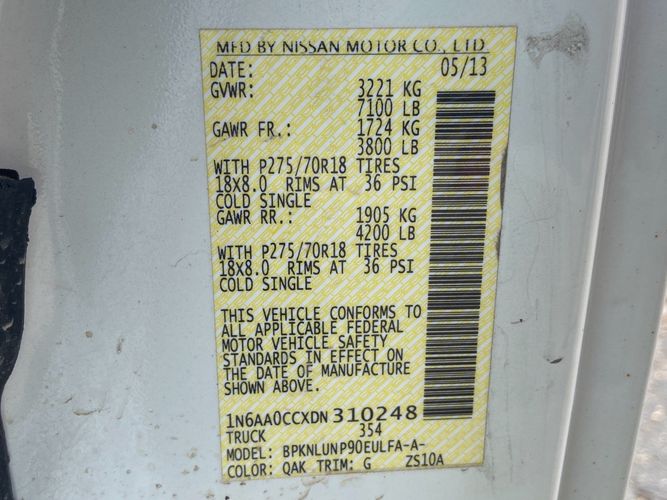 MFD BY NISSAN MOTOR CO., LTD
DATE: 05/13
GVWR: 3221 KG
7100 LB
GAWR FR.: 1724 KG
3800 LB
WITH P275/70R18 TIRES
18x8.0 RIMS AT 36 PSI
COLD SINGLE
GAWR RR.: 1905 KG
4200 LB
WITH P275/70R18 TIRES
18x8.0 RIMS AT 36 PSI
COLD SINGLE
THIS VEHICLE CONFORMS TO
ALL APPLICABLE FEDERAL
MOTOR VEHICLE SAFETY
STANDARDS IN EFFECT ON
THE DATE OF MANUFACTURE
SHOWN ABOVE.
1N6AA0CCXDN310248
TRUCK 354
MODEL: BPKNLUNP90EULFA-A-
COLOR: QAK TRIM: G ZS10A